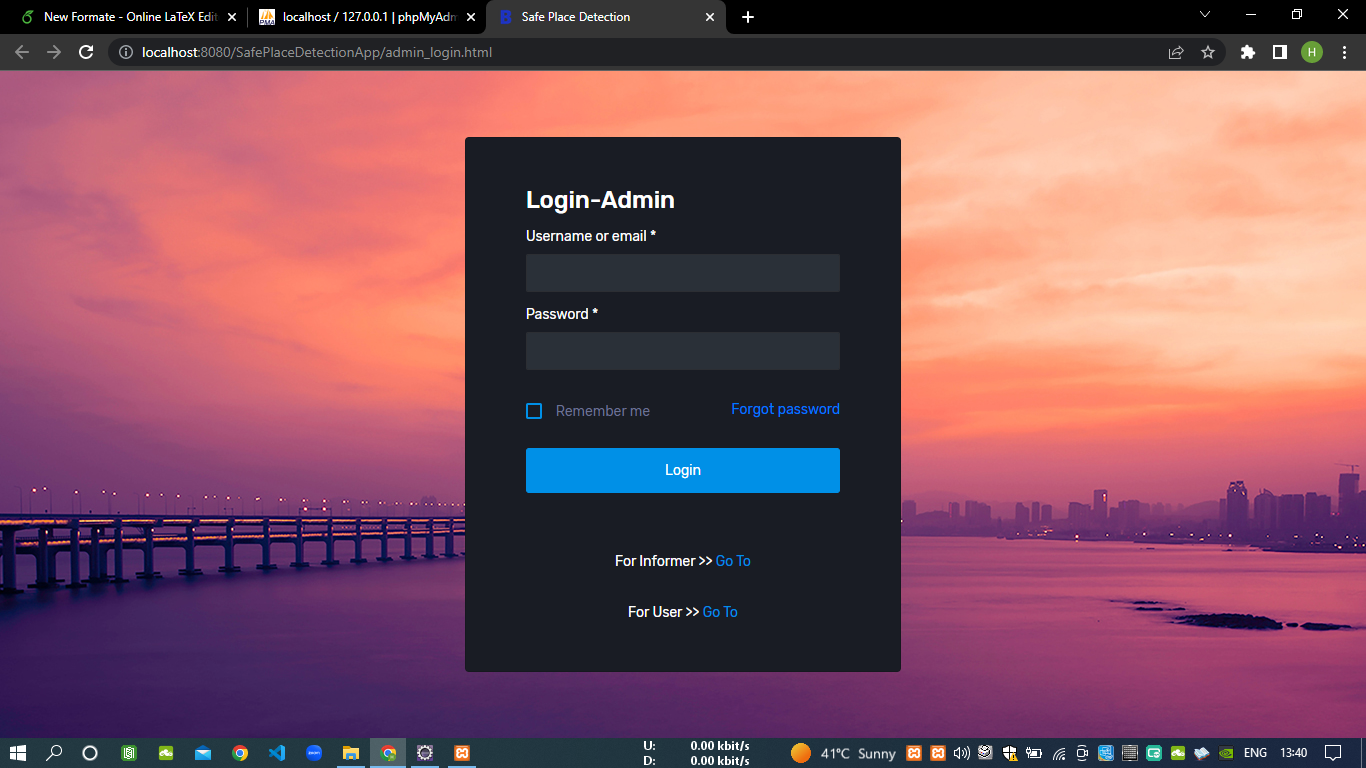 New Formate - Online LaTeX Edit
localhost / 127.0.0.1 | phpMyAdm
Safe Place Detection
localhost:8080/SafePlaceDetectionApp/admin_login.html
H
Login-Admin
Username or email *
Password *
Remember me
Forgot password
Login
For Informer >> Go To
For User >> Go To
U: 0.00 kbit/s
D: 0.00 kbit/s
41°C Sunny
ENG
13:40